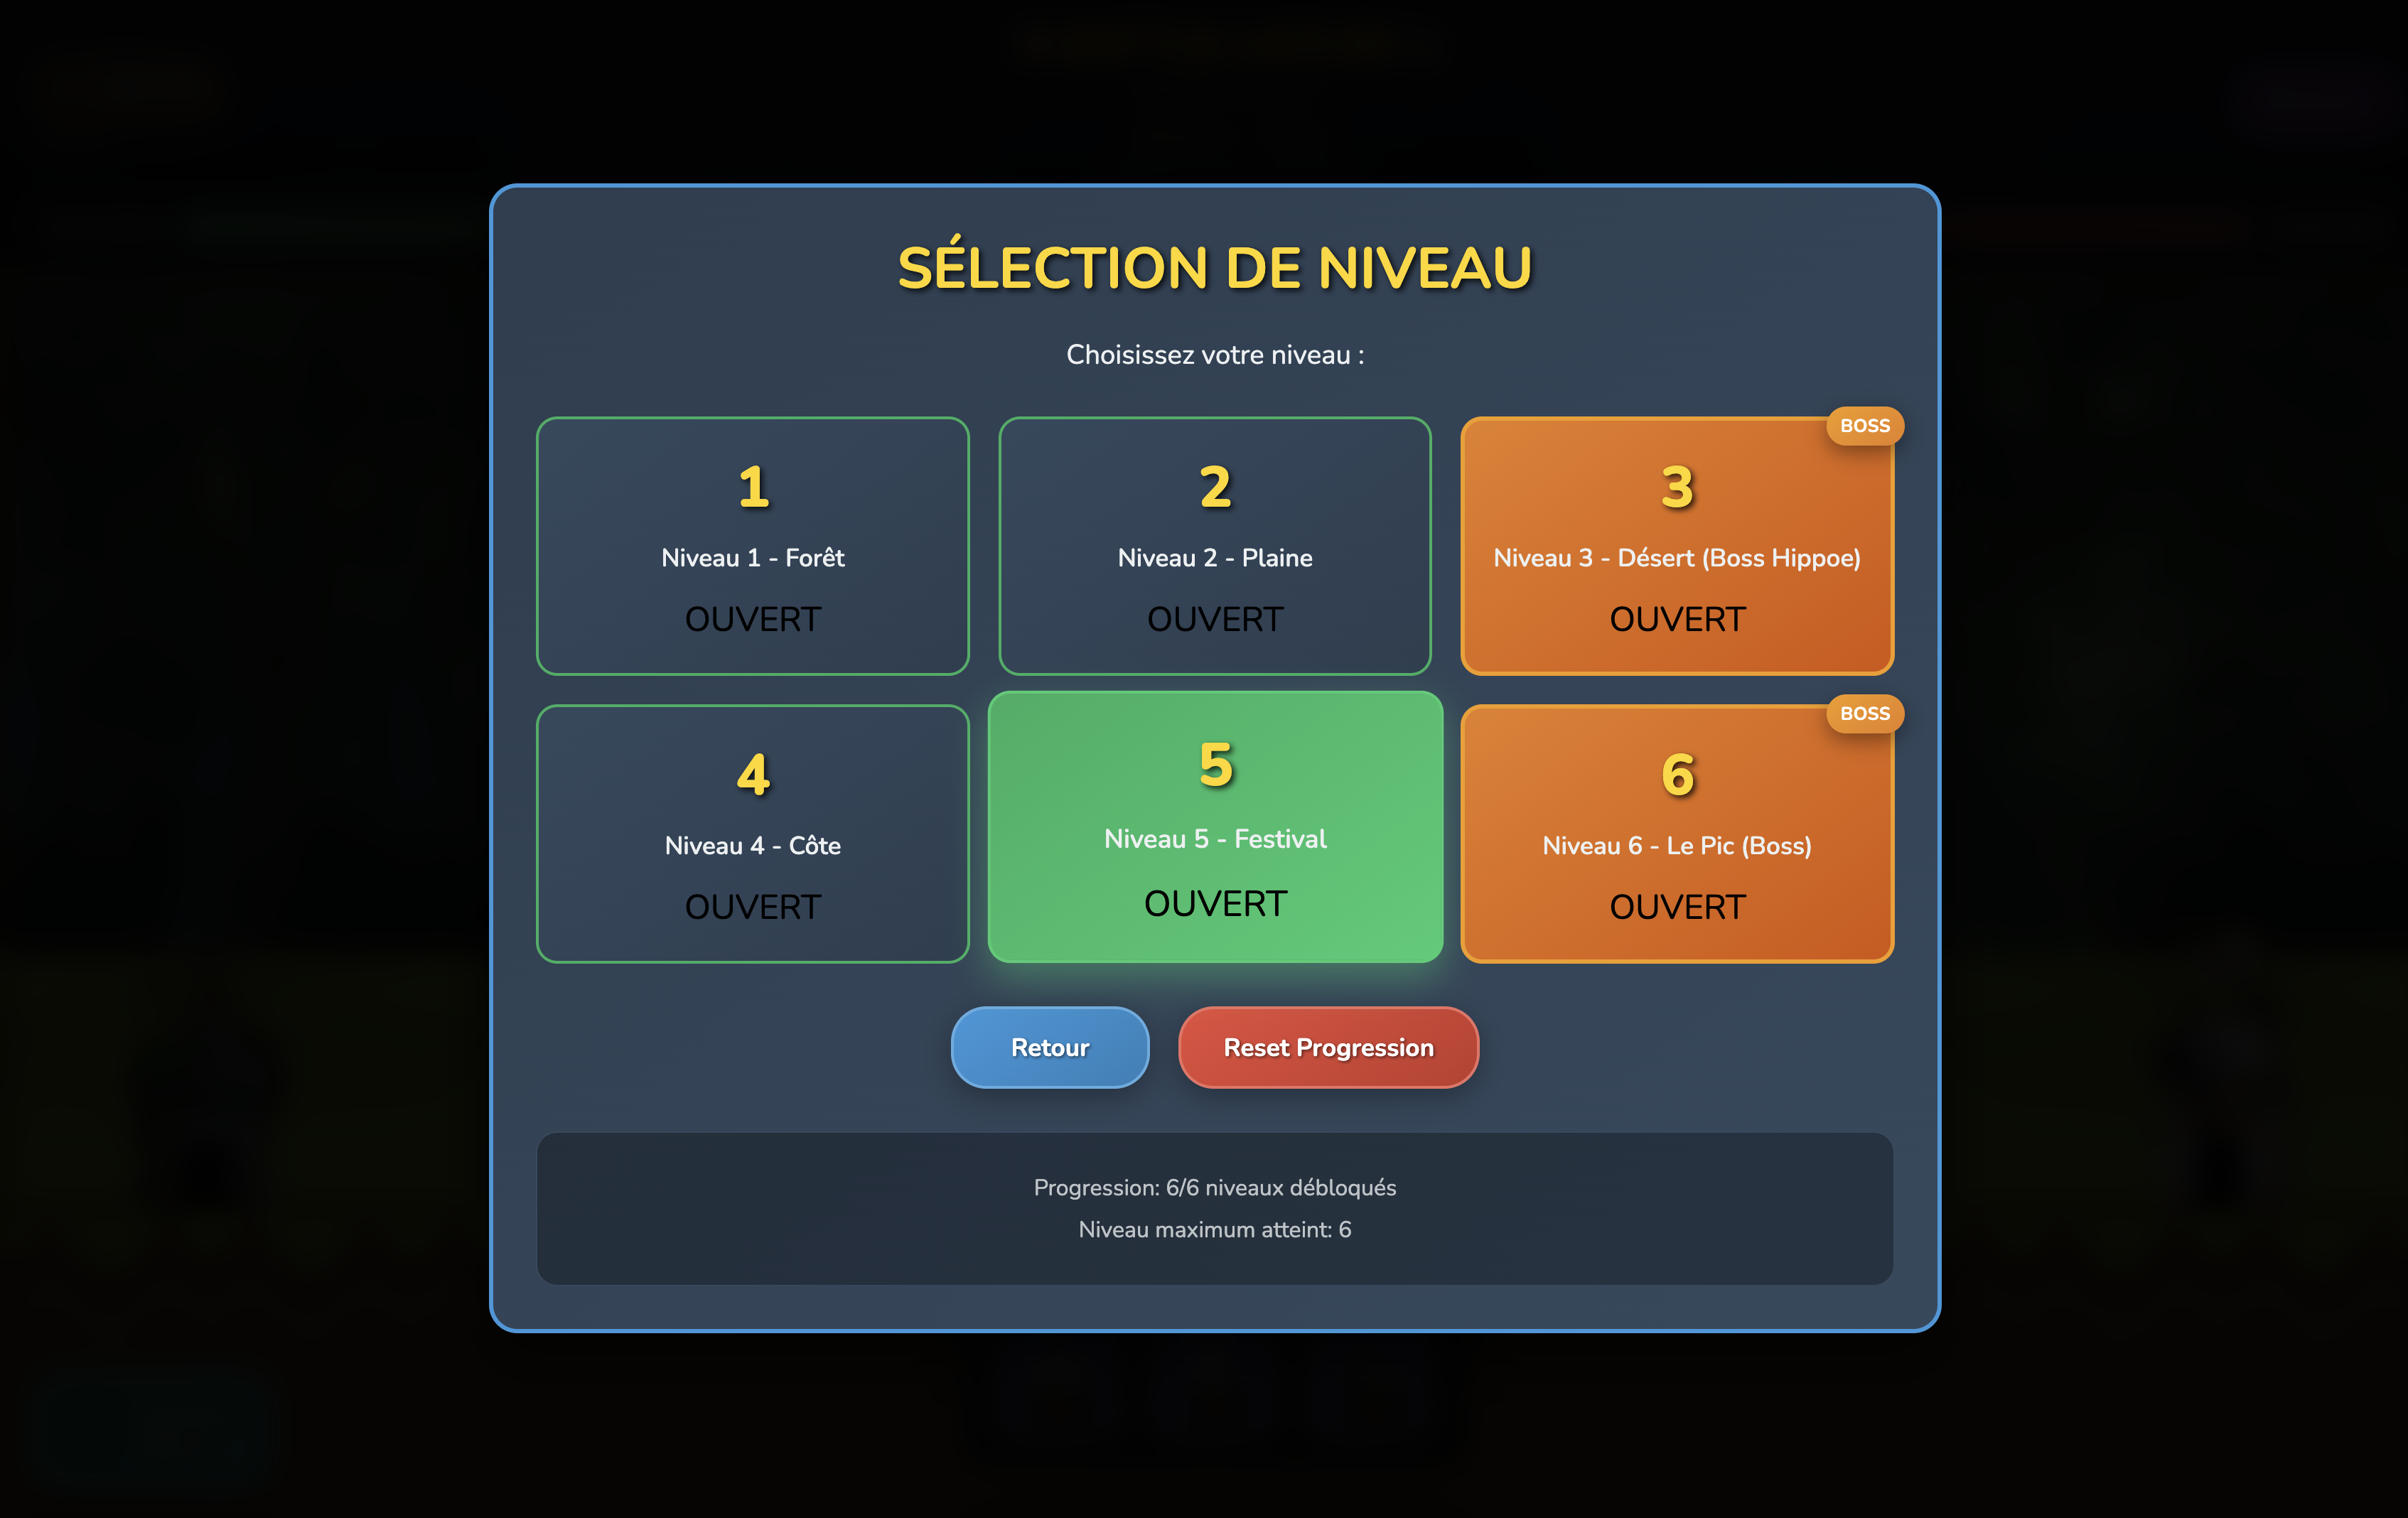 SÉLECTION DE NIVEAU
Choisissez votre niveau :
1
Niveau 1 - Forêt
OUVERT
2
Niveau 2 - Plaine
OUVERT
BOSS
3
Niveau 3 - Désert (Boss Hippoe)
OUVERT
4
Niveau 4 - Côte
OUVERT
5
Niveau 5 - Festival
OUVERT
BOSS
6
Niveau 6 - Le Pic (Boss)
OUVERT
Retour
Reset Progression
Progression: 6/6 niveaux débloqués
Niveau maximum atteint: 6